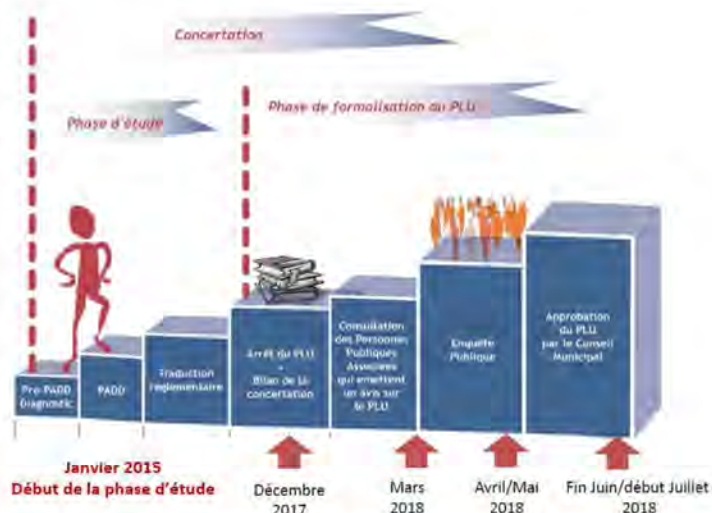 Concertation
Phase de formalisation du PLU
Phase d'étude
Pro PADD
Diagnostic
PADD
Traduction
règlementaire
Arrêt du PLU
+
Bilan de la
concertation
Consultation
des Personnes
Publiques
Associées
qui émettent
un avis sur
le PLU
Enquête
Publique
Approbation
du PLU
par le Conseil
Municipal
Janvier 2015
Début de la phase d'étude
Décembre
2017
Mars
2018
Avril/Mai
2018
Fin Juin/début Juillet
2018